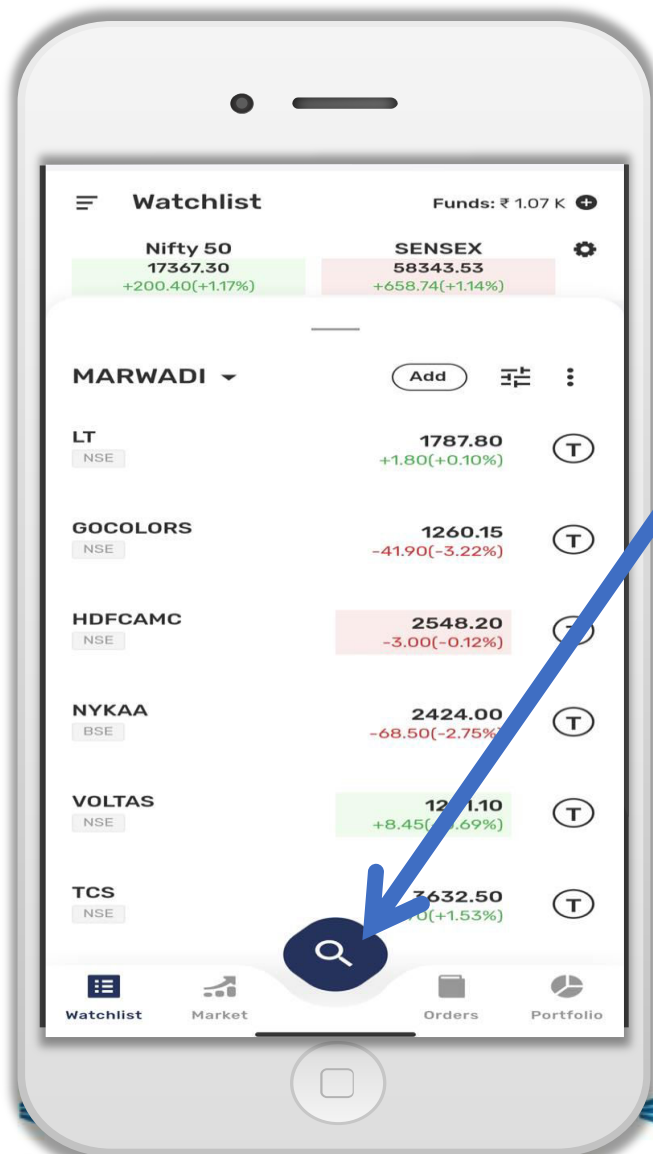 Watchlist
Funds: ₹ 1.07 K
Nifty 50
17367.30
+200.40(+1.17%)
SENSEX
58343.53
+658.74(+1.14%)
MARWADI
Add
LT
NSE
1787.80
+1.80(+0.10%)
T
GOCOLORS
NSE
1260.15
-41.90(-3.22%)
T
HDFCAMC
NSE
2548.20
-3.00(-0.12%)
NYKAA
BSE
2424.00
-68.50(-2.75%)
T
VOLTAS
NSE
T
TCS
NSE
3632.50
(+1.53%)
T
Watchlist
Market
Orders
Portfolio